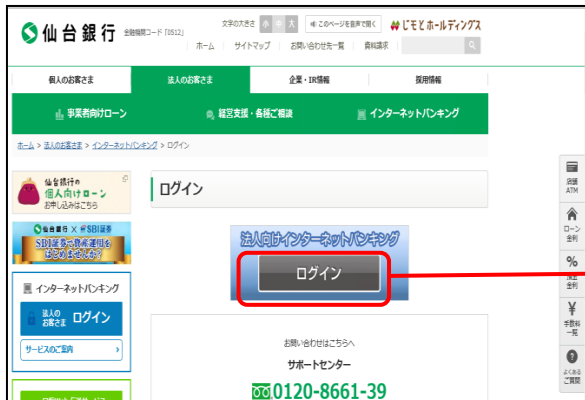 仙台銀行 金融機関コード「0512」
文字の大きさ 小 中 大 このページを音声で聞く じもとホールディングス
ホーム サイトマップ お問い合わせ先一覧 資料請求
個人のお客さま 法人のお客さま 企業・IR情報 採用情報
事業者向けローン 経営支援・各種ご相談 インターネットバンキング
ホーム > 法人のお客さま > インターネットバンキング > ログイン
仙台銀行の
個人向けローン
お申し込みはこちら
仙台銀行 × SBI証券
SBI証券で資産運用を
はじめませんか?
インターネットバンキング
法人の
お客さま ログイン
サービスのご案内
ログイン
法人向けインターネットバンキング
ログイン
お問い合わせはこちらへ
サポートセンター
0120-8661-39
店舗
ATM
ローン
金利
%
金利
¥
手数料
一覧
?
よくある
ご質問